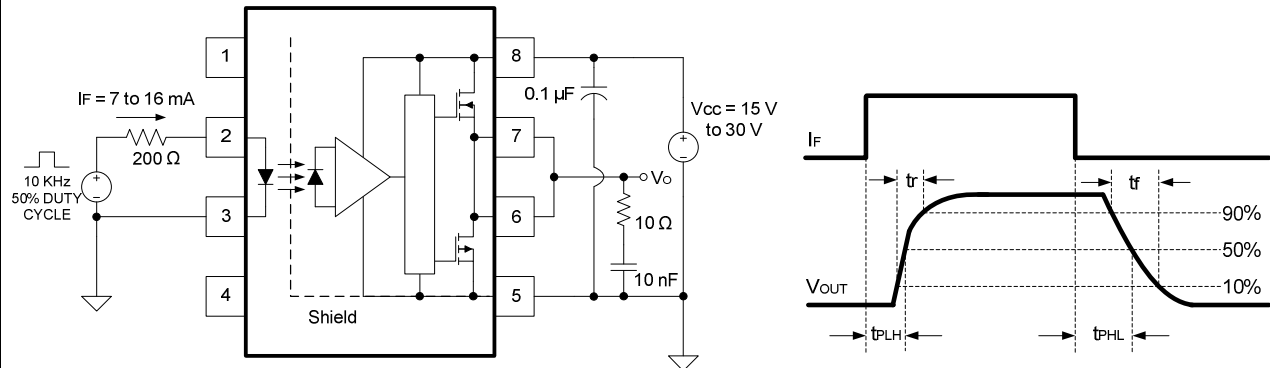 1
8
IF = 7 to 16 mA
0.1 µF
Vcc = 15 V
to 30 V
2
7
200 Ω
10 KHz
50% DUTY
CYCLE
VO
3
6
10 Ω
4
5
10 nF
Shield
IF
tr
tf
90%
50%
10%
VOUT
tPLH
tPHL